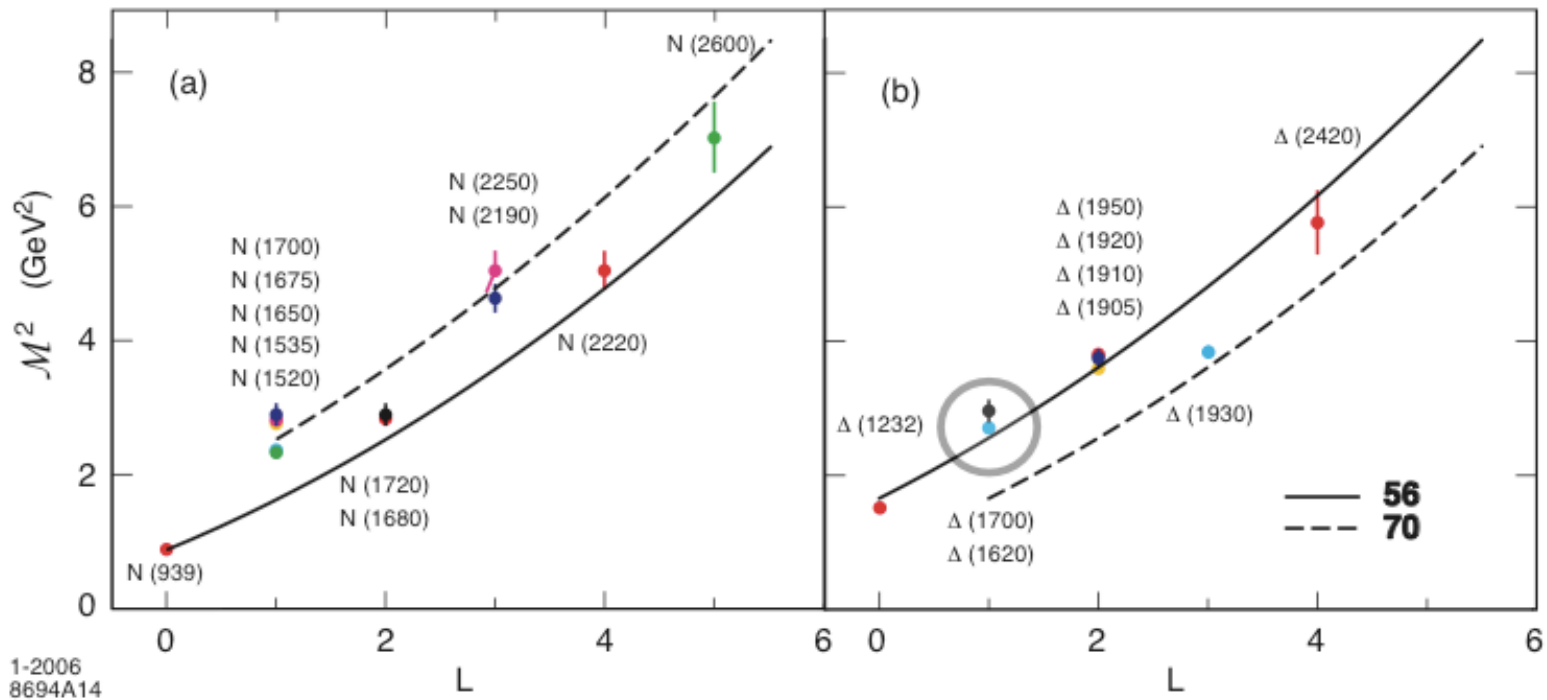 (a)
8
6
4
2
0
ℳ² (GeV²)
N (2600)
N (2250)
N (2190)
N (1700)
N (1675)
N (1650)
N (1535)
N (1520)
N (2220)
N (1720)
N (1680)
N (939)
0 2 4 6
L
(b)
Δ (2420)
Δ (1950)
Δ (1920)
Δ (1910)
Δ (1905)
Δ (1232)
Δ (1930)
Δ (1700)
Δ (1620)
56
70
0 2 4 6
L
1-2006
8694A14